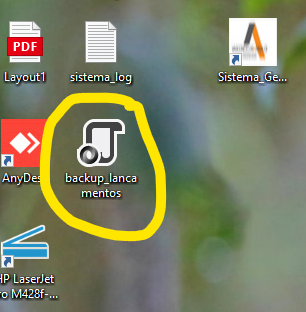 PDF
Layout1
sistema_log
Sistema_Ge...
AnyDes
backup_lanca
mentos
HP LaserJet
ro M428f-...